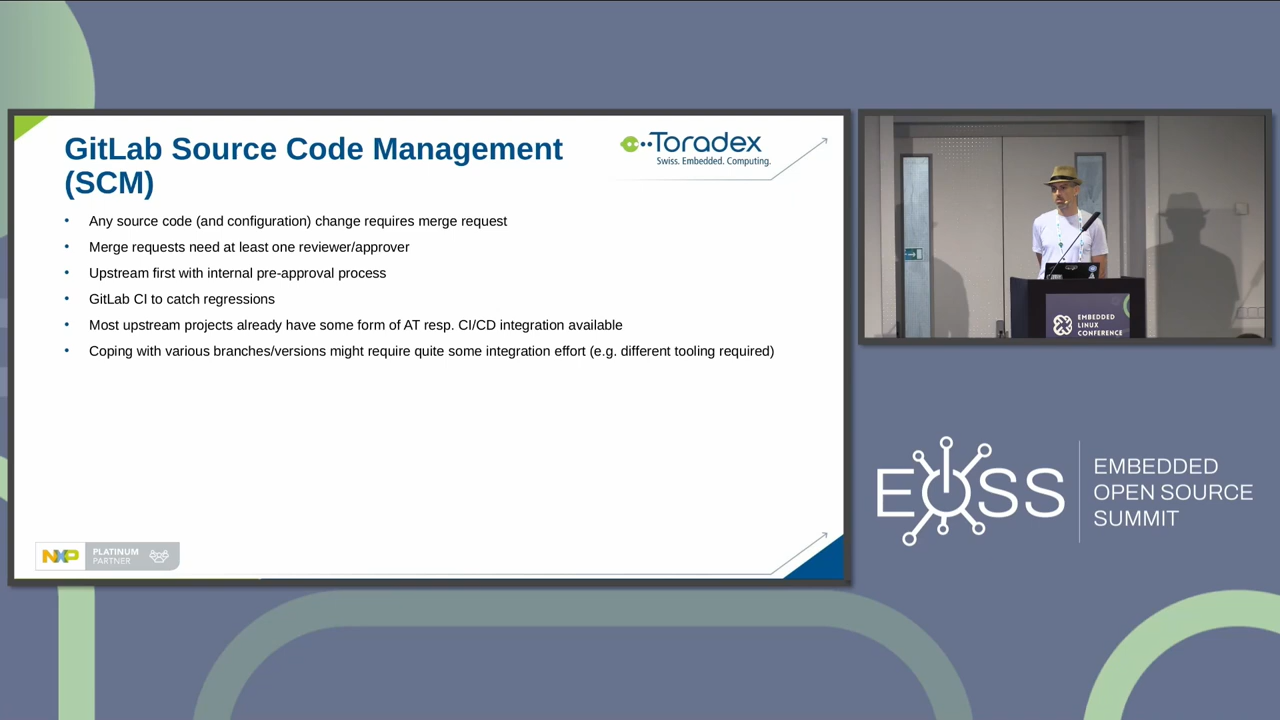 GitLab Source Code Management
(SCM)
Toradex
Swiss. Embedded. Computing.
• Any source code (and configuration) change requires merge request
• Merge requests need at least one reviewer/approver
• Upstream first with internal pre-approval process
• GitLab CI to catch regressions
• Most upstream projects already have some form of AT resp. CI/CD integration available
• Coping with various branches/versions might require quite some integration effort (e.g. different tooling required)
NXP
PLATINUM
PARTNER
EMBEDDED
LINUX
CONFERENCE
EOSS
EMBEDDED
OPEN SOURCE
SUMMIT